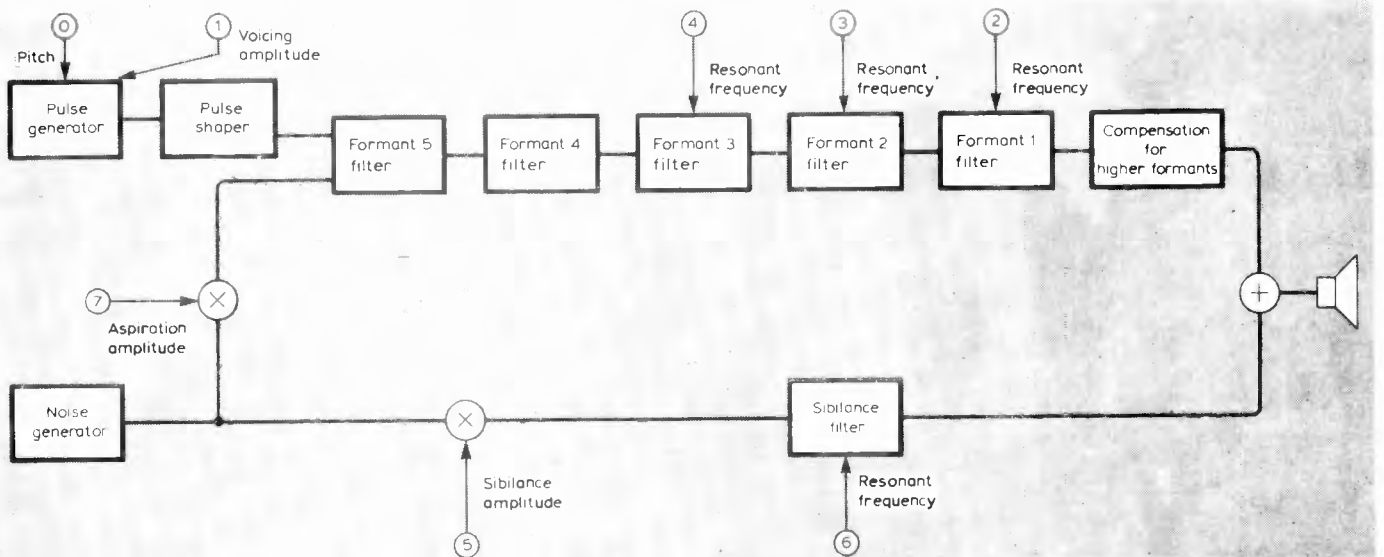 0
1
4
3
2
Pitch
Voicing
amplitude
Resonant
frequency
Resonant
frequency
Resonant
frequency
Pulse
generator
Pulse
shaper
Formant 5
filter
Formant 4
filter
Formant 3
filter
Formant 2
filter
Formant 1
filter
Compensation
for
higher formants
7
×
Aspiration
amplitude
+
Noise
generator
×
Sibilance
filter
Sibilance
amplitude
Resonant
frequency
5
6